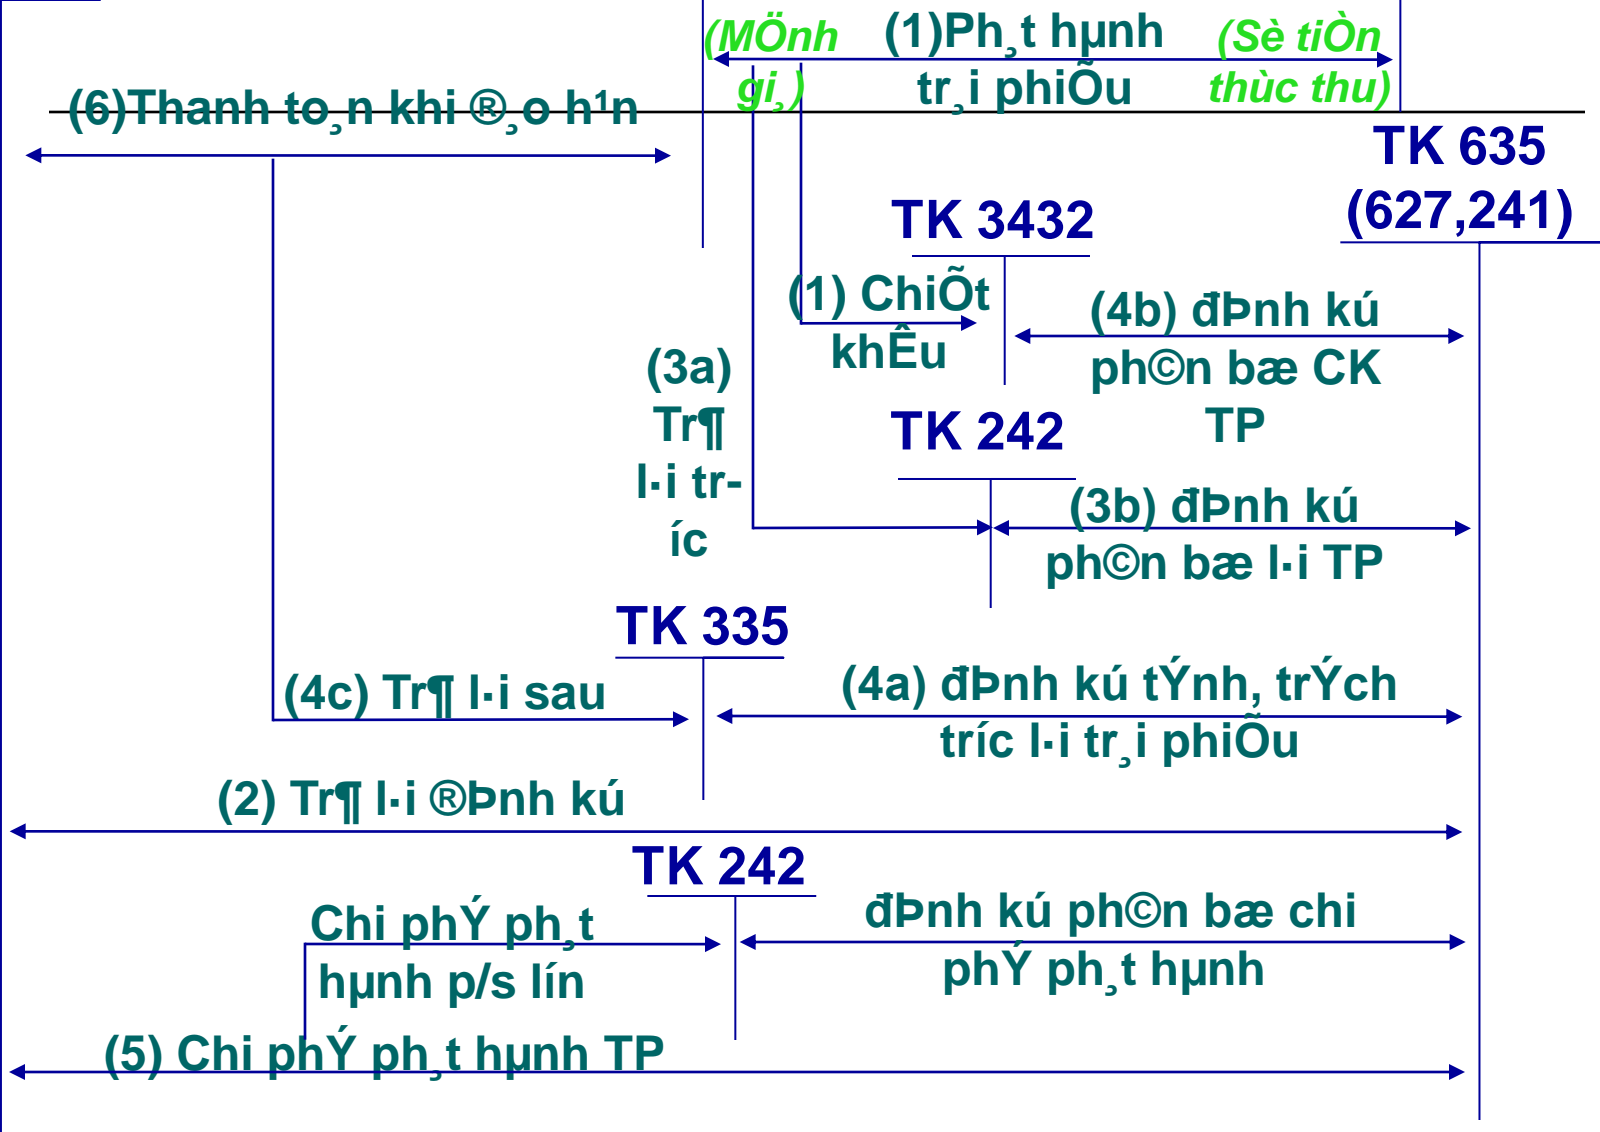 (MÖnh
gi¸)
(1)Ph¸t hµnh
tr¸i phiÕu
(Sè tiÒn
thùc thu)
(6)Thanh to¸n khi ®¸o h¹n
TK 635
(627,241)
TK 3432
(1) ChiÕt
khÊu
(4b) đÞnh kú
ph©n bæ CK
TP
(3a)
Tr¶
l·i tr-
íc
TK 242
(3b) đÞnh kú
ph©n bæ l·i TP
TK 335
(4c) Tr¶ l·i sau
(4a) đÞnh kú tÝnh, trÝch
tríc l·i tr¸i phiÕu
(2) Tr¶ l·i ®Þnh kú
TK 242
Chi phÝ ph¸t
hµnh p/s lín
đÞnh kú ph©n bæ chi
phÝ ph¸t hµnh
(5) Chi phÝ ph¸t hµnh TP